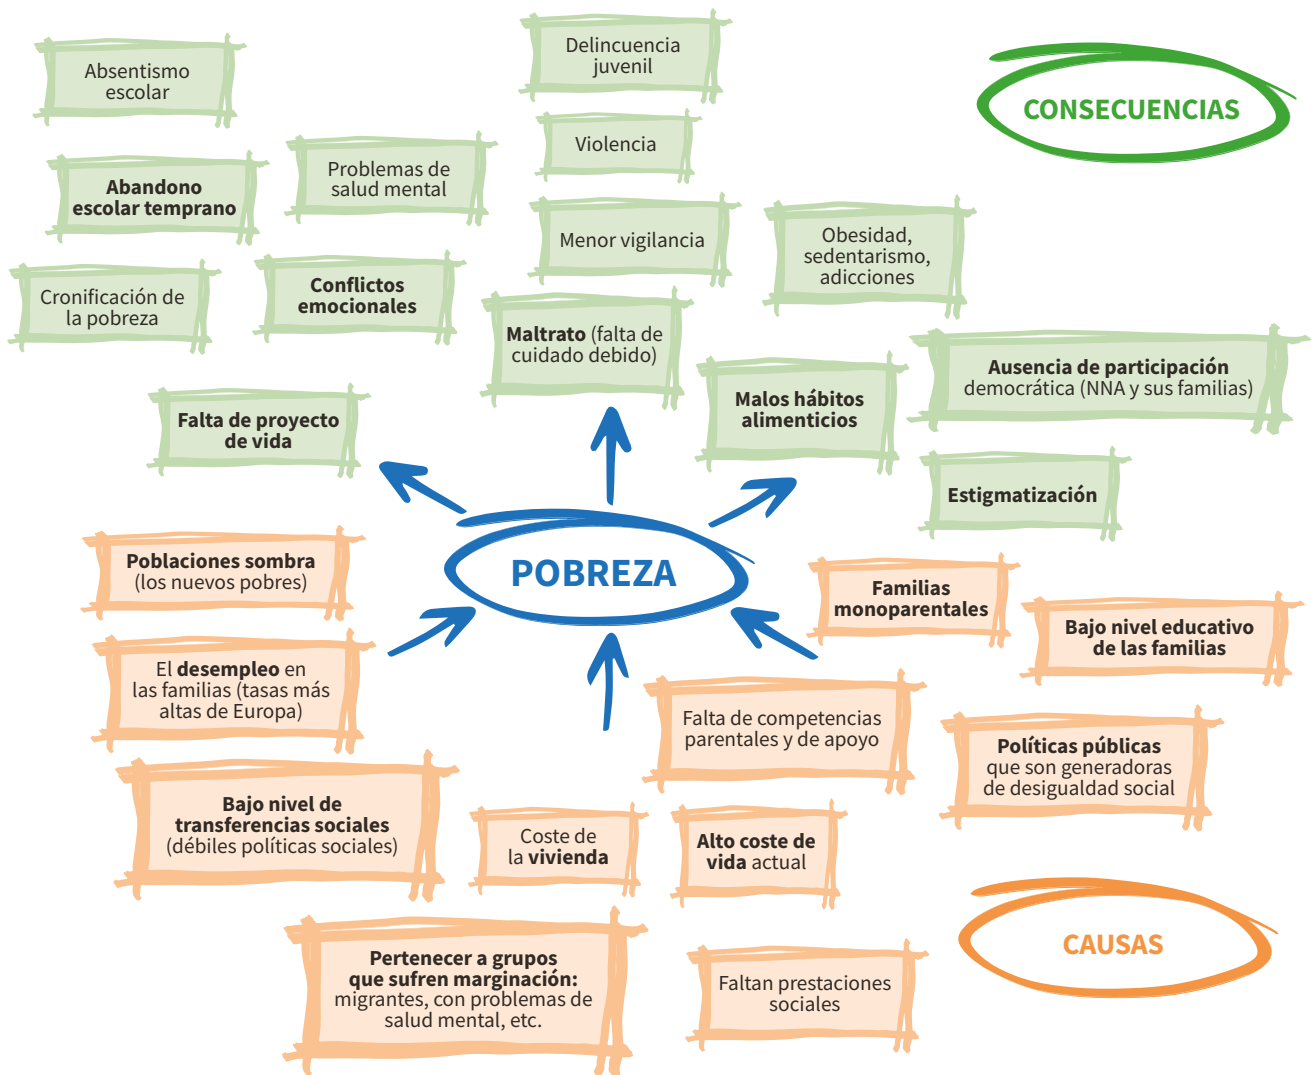 Absentismo
escolar
Delincuencia
juvenil
CONSECUENCIAS
Violencia
Abandono
escolar temprano
Problemas de
salud mental
Menor vigilancia
Obesidad,
sedentarismo,
adicciones
Cronificación de
la pobreza
Conflictos
emocionales
Maltrato (falta de
cuidado debido)
Ausencia de participación
democrática (NNA y sus familias)
Malos hábitos
alimenticios
Falta de proyecto
de vida
Estigmatización
POBREZA
Poblaciones sombra
(los nuevos pobres)
Familias
monoparentales
Bajo nivel educativo
de las familias
El desempleo en
las familias (tasas más
altas de Europa)
Falta de competencias
parentales y de apoyo
Políticas públicas
que son generadoras
de desigualdad social
Bajo nivel de
transferencias sociales
(débiles políticas sociales)
Coste de
la vivienda
Alto coste de
vida actual
CAUSAS
Pertenecer a grupos
que sufren marginación:
migrantes, con problemas de
salud mental, etc.
Faltan prestaciones
sociales